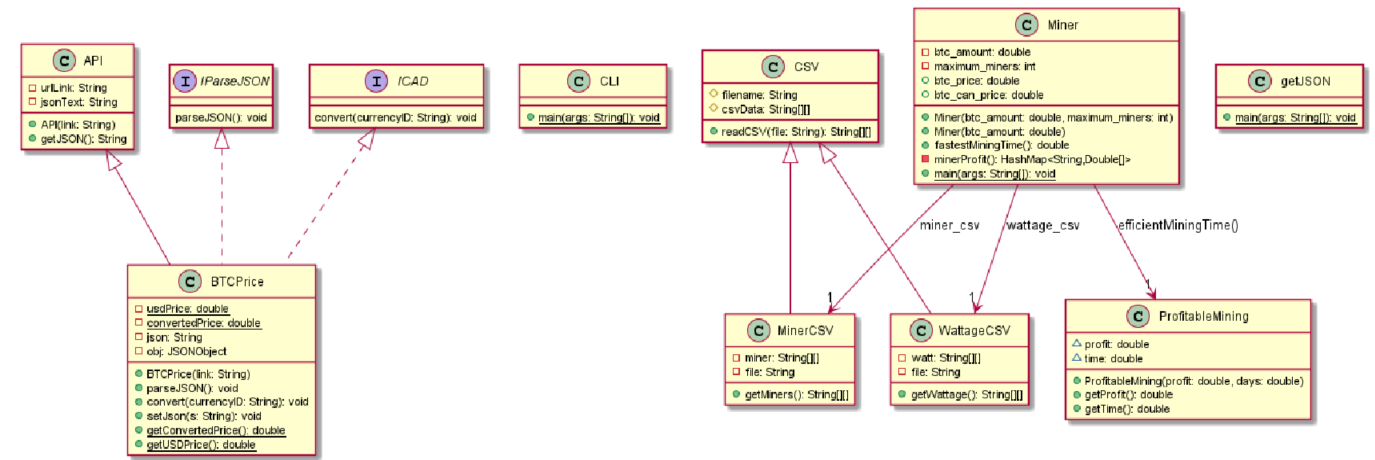 C API
urlLink: String
jsonText: String
API(link: String)
getJSON(): String
I IParseJSON
parseJSON(): void
I ICAD
convert(currencyID: String): void
C CLI
main(args: String[]): void
C CSV
filename: String
csvData: String[][]
readCSV(file: String): String[][]
C Miner
btc_amount: double
maximum_miners: int
btc_price: double
btc_can_price: double
Miner(btc_amount: double, maximum_miners: int)
Miner(btc_amount: double)
fastestMiningTime(): double
minerProfit(): HashMap<String,Double[]>
main(args: String[]): void
C getJSON
main(args: String[]): void
miner_csv
wattage_csv
efficientMiningTime()
1
1
1
C BTCPrice
usdPrice: double
convertedPrice: double
json: String
obj: JSONObject
BTCPrice(link: String)
parseJSON(): void
convert(currencyID: String): void
setJson(s: String): void
getConvertedPrice(): double
getUSDPrice(): double
C MinerCSV
miner: String[][]
file: String
getMiners(): String[][]
C WattageCSV
watt: String[][]
file: String
getWattage(): String[][]
C ProfitableMining
profit: double
time: double
ProfitableMining(profit: double, days: double)
getProfit(): double
getTime(): double